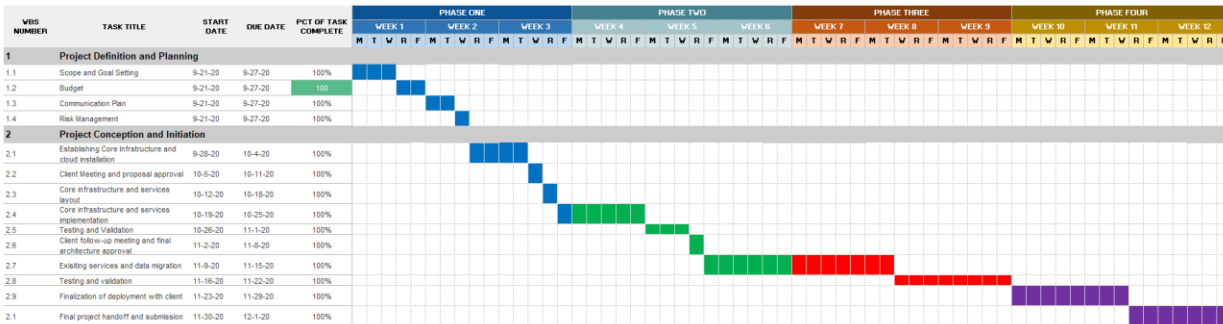 PHASE ONE PHASE TWO PHASE THREE PHASE FOUR
WBS NUMBER TASK TITLE START DATE DUE DATE PCT OF TASK COMPLETE WEEK 1 WEEK 2 WEEK 3 WEEK 4 WEEK 5 WEEK 6 WEEK 7 WEEK 8 WEEK 9 WEEK 10 WEEK 11 WEEK 12
M T W R F M T W R F M T W R F M T W R F M T W R F M T W R F M T W R F M T W R F M T W R F M T W R F M T W R F M T W R F
1 Project Definition and Planning
1.1 Scope and Goal Setting 9-21-20 9-27-20 100%
1.2 Budget 9-21-20 9-27-20 100
1.3 Communication Plan 9-21-20 9-27-20 100%
1.4 Risk Management 9-21-20 9-27-20 100%
2 Project Conception and Initiation
2.1 Establishing Core Infrstructure and cloud installation 9-28-20 10-4-20 100%
2.2 Client Meeting and proposal approval 10-5-20 10-11-20 100%
2.3 Core infrastructure and services layout 10-12-20 10-18-20 100%
2.4 Core infrastructure and services implementation 10-19-20 10-25-20 100%
2.5 Testing and Validation 10-26-20 11-1-20 100%
2.6 Client follow-up meeting and final architecture approval 11-2-20 11-8-20 100%
2.7 Exisiting services and data migration 11-9-20 11-15-20 100%
2.8 Testing and validation 11-16-20 11-22-20 100%
2.9 Finalization of deployment with client 11-23-20 11-29-20 100%
2.1 Final project handoff and submission 11-30-20 12-1-20 100%